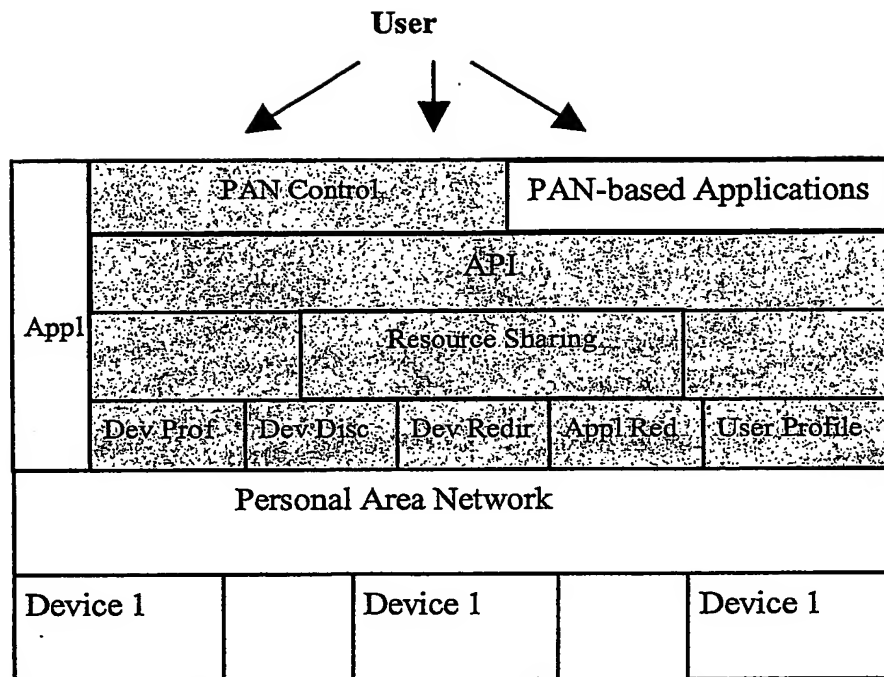 User
PAN Control
PAN-based Applications
API
Appl
Resource Sharing
Dev Prof
Dev Disc
Dev Redir
Appl Red
User Profile
Personal Area Network
Device 1
Device 1
Device 1